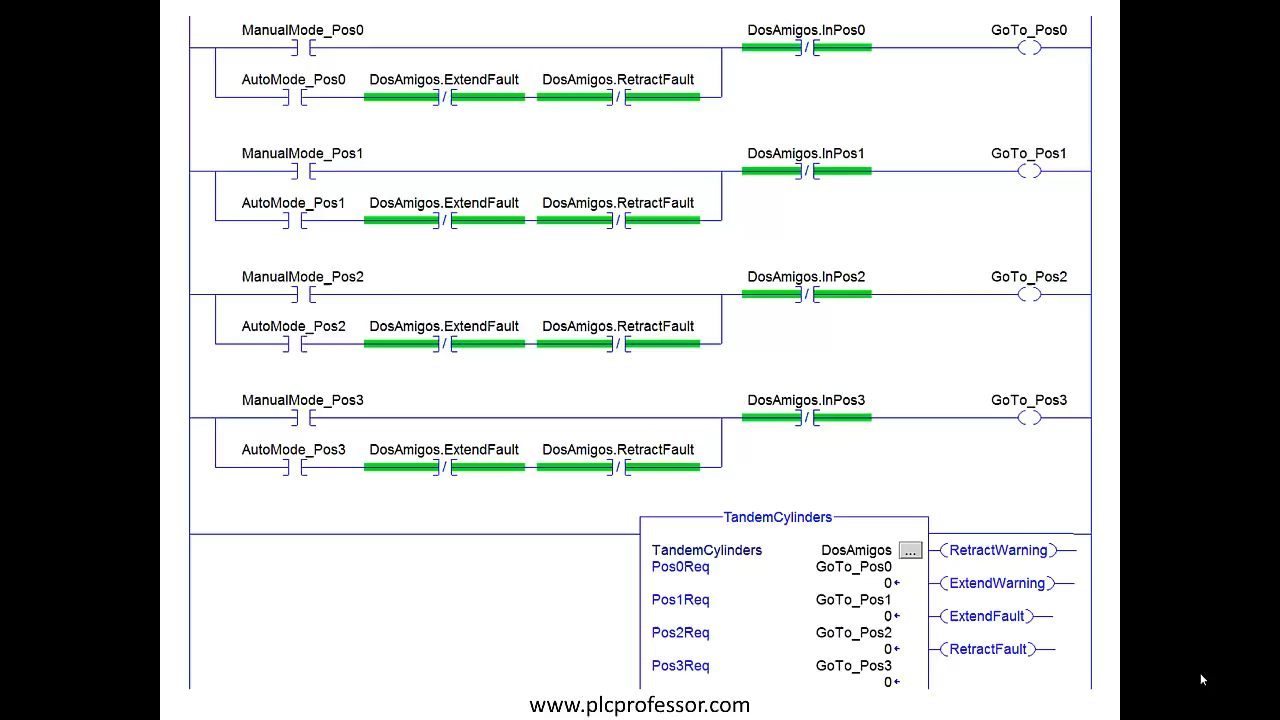 ManualMode_Pos0 DosAmigos.InPos0 GoTo_Pos0
AutoMode_Pos0 DosAmigos.ExtendFault DosAmigos.RetractFault
ManualMode_Pos1 DosAmigos.InPos1 GoTo_Pos1
AutoMode_Pos1 DosAmigos.ExtendFault DosAmigos.RetractFault
ManualMode_Pos2 DosAmigos.InPos2 GoTo_Pos2
AutoMode_Pos2 DosAmigos.ExtendFault DosAmigos.RetractFault
ManualMode_Pos3 DosAmigos.InPos3 GoTo_Pos3
AutoMode_Pos3 DosAmigos.ExtendFault DosAmigos.RetractFault
TandemCylinders
TandemCylinders DosAmigos ... RetractWarning
Pos0Req GoTo_Pos0
0 ExtendWarning
Pos1Req GoTo_Pos1
0 ExtendFault
Pos2Req GoTo_Pos2
0 RetractFault
Pos3Req GoTo_Pos3
0
www.plcprofessor.com